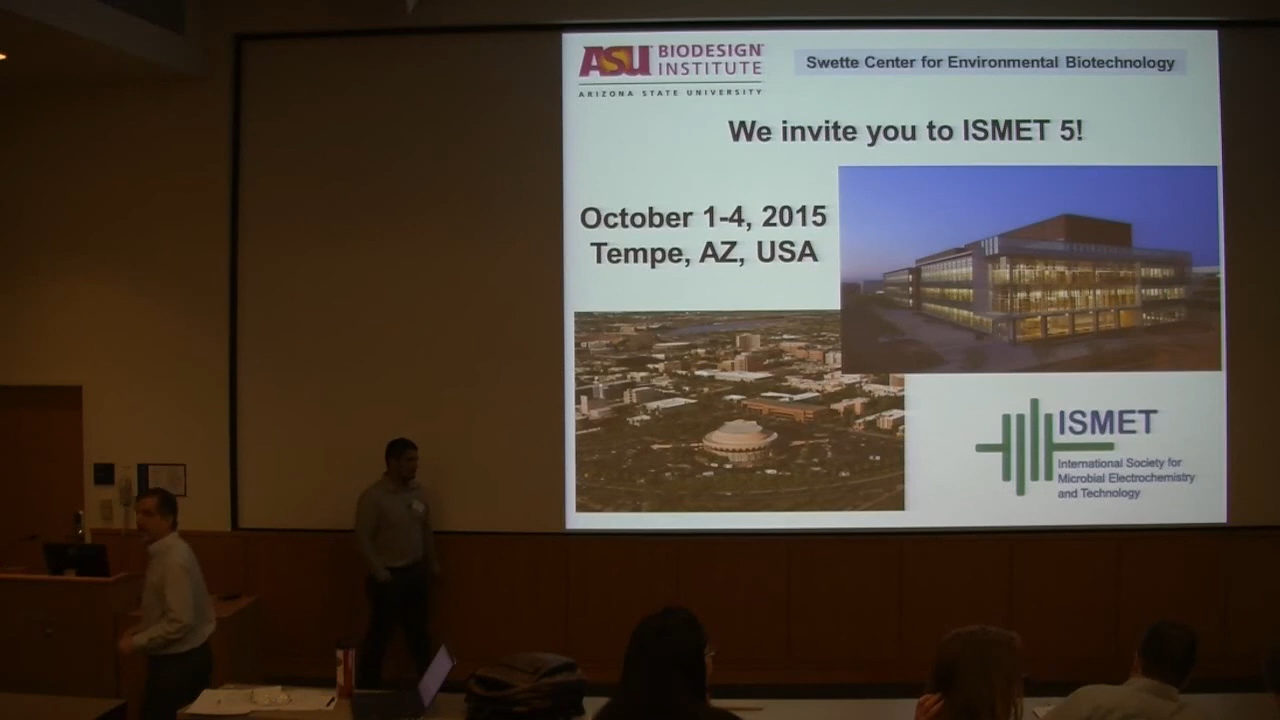 ASU BIODESIGN INSTITUTE
ARIZONA STATE UNIVERSITY
Swette Center for Environmental Biotechnology
We invite you to ISMET 5!
October 1-4, 2015
Tempe, AZ, USA
ISMET
International Society for
Microbial Electrochemistry
and Technology